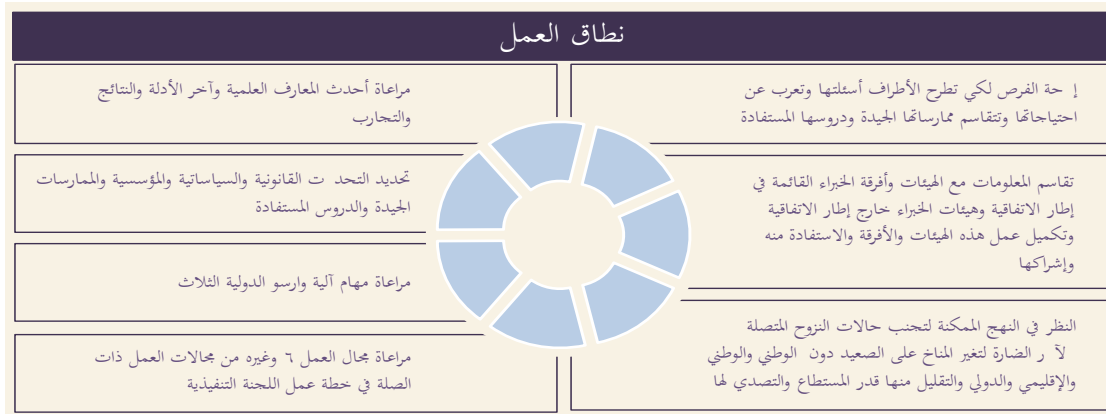 نطاق العمل
إ حة الفرص لكي تطرح الأطراف أسئلتها وتعرب عن
احتياجاتها وتتقاسم ممارساتها الجيدة ودروسها المستفادة
تقاسم المعلومات مع الهيئات وأفرقة الخبراء القائمة في
إطار الاتفاقية وهيئات الخبراء خارج إطار الاتفاقية
وتكميل عمل هذه الهيئات والأفرقة والاستفادة منه
وإشراكها
النظر في النهج الممكنة لتجنب حالات النزوح المتصلة
لآ ر الضارة لتغير المناخ على الصعيد دون الوطني والوطني
والإقليمي والدولي والتقليل منها قدر المستطاع والتصدي لها
مراعاة أحدث المعارف العلمية وآخر الأدلة والنتائج
والتجارب
تحديد التحد ت القانونية والسياساتية والمؤسسية والممارسات
الجيدة والدروس المستفادة
مراعاة مهام آلية وارسو الدولية الثلاث
مراعاة مجال العمل ٦ وغيره من مجالات العمل ذات
الصلة في خطة عمل اللجنة التنفيذية